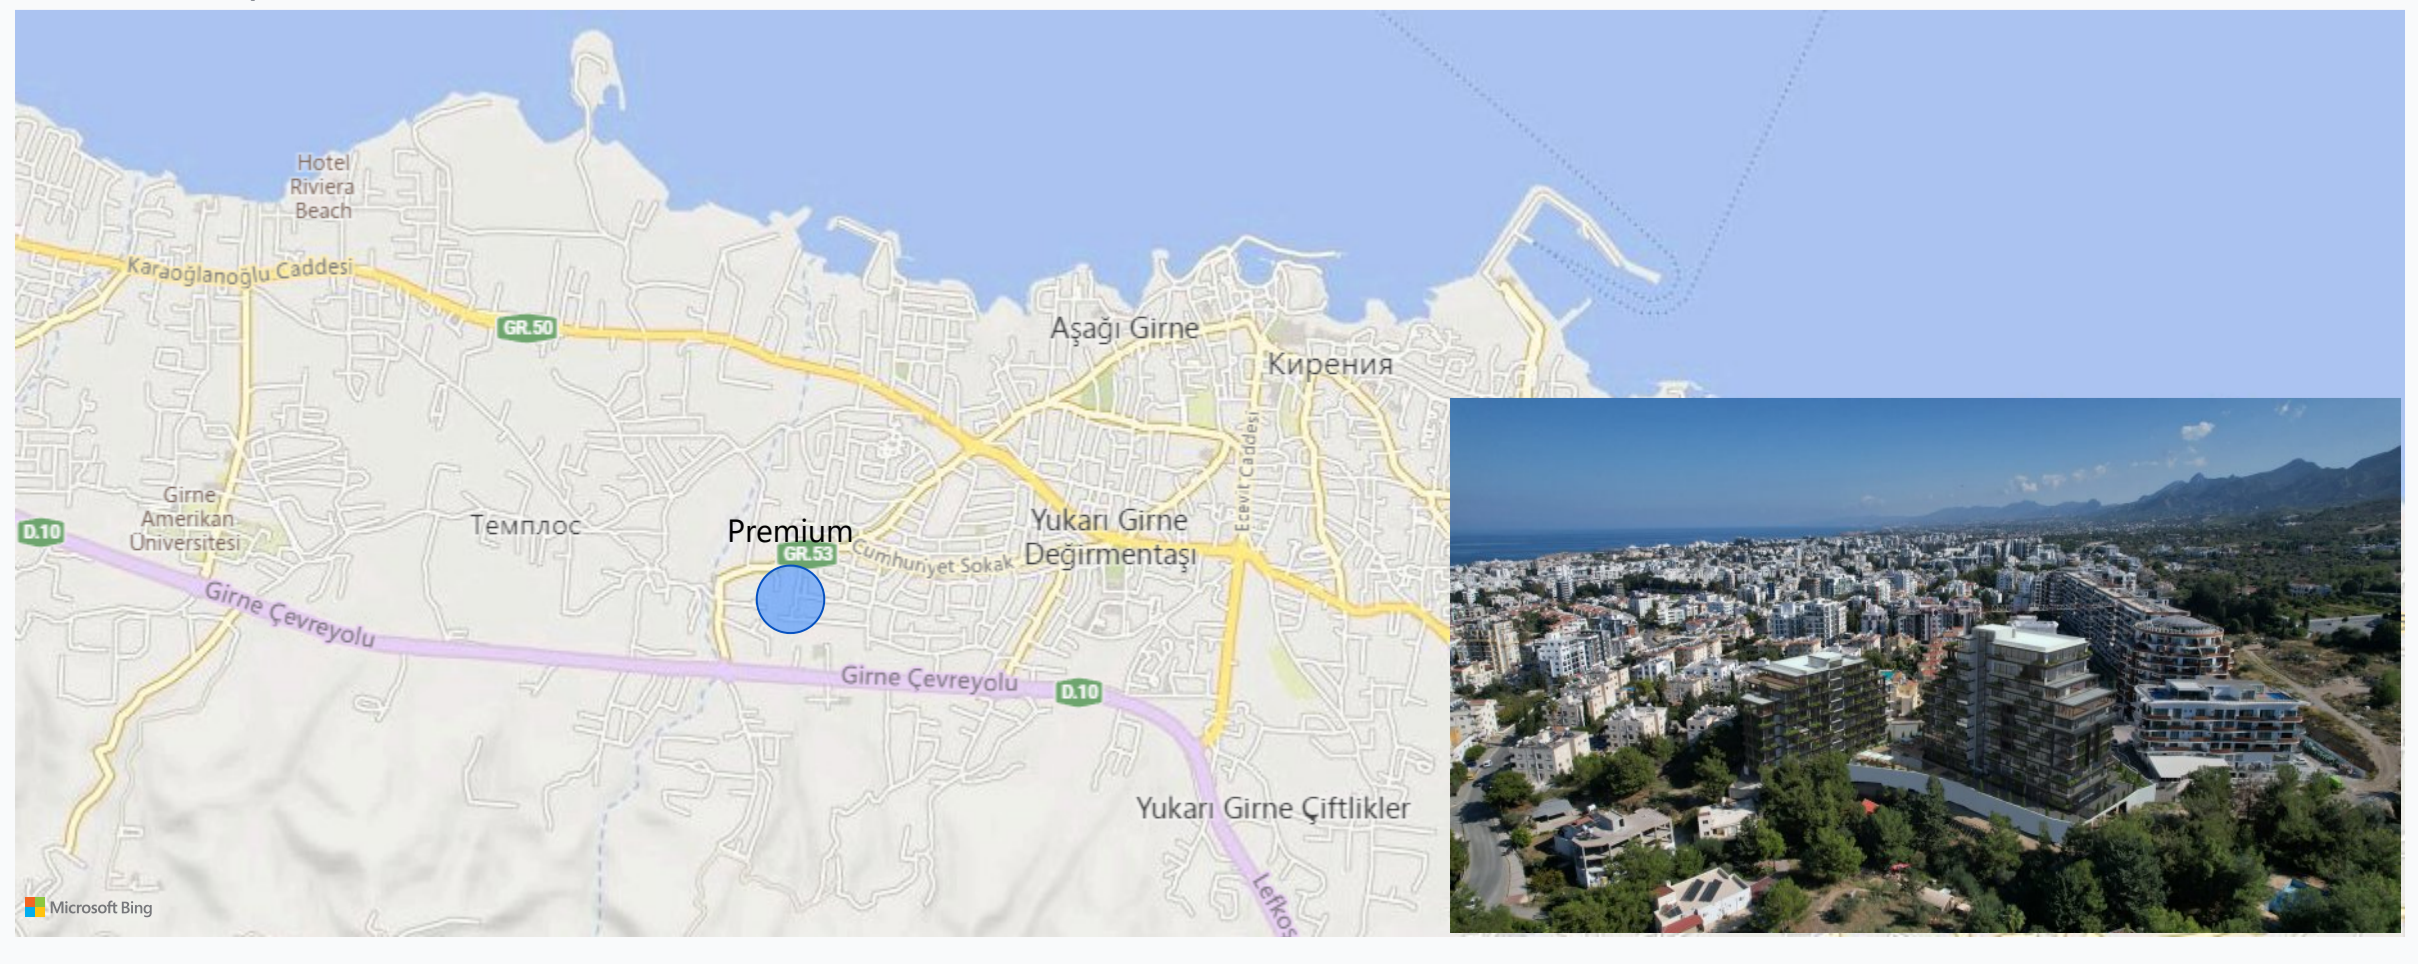 Hotel
Riviera
Beach
Karaoğlanoğlu Caddesi
GR.50
Aşağı Girne
Кирения
Ecevit Caddesi
Girne
Amerikan
Üniversitesi
D.10
Темплос
Premium
GR.53
Cumhuriyet Sokak
Yukarı Girne
Değirmentaşı
Girne Çevreyolu
Girne Çevreyolu
D.10
Yukarı Girne Çiftlikler
Lefkoş
Microsoft Bing